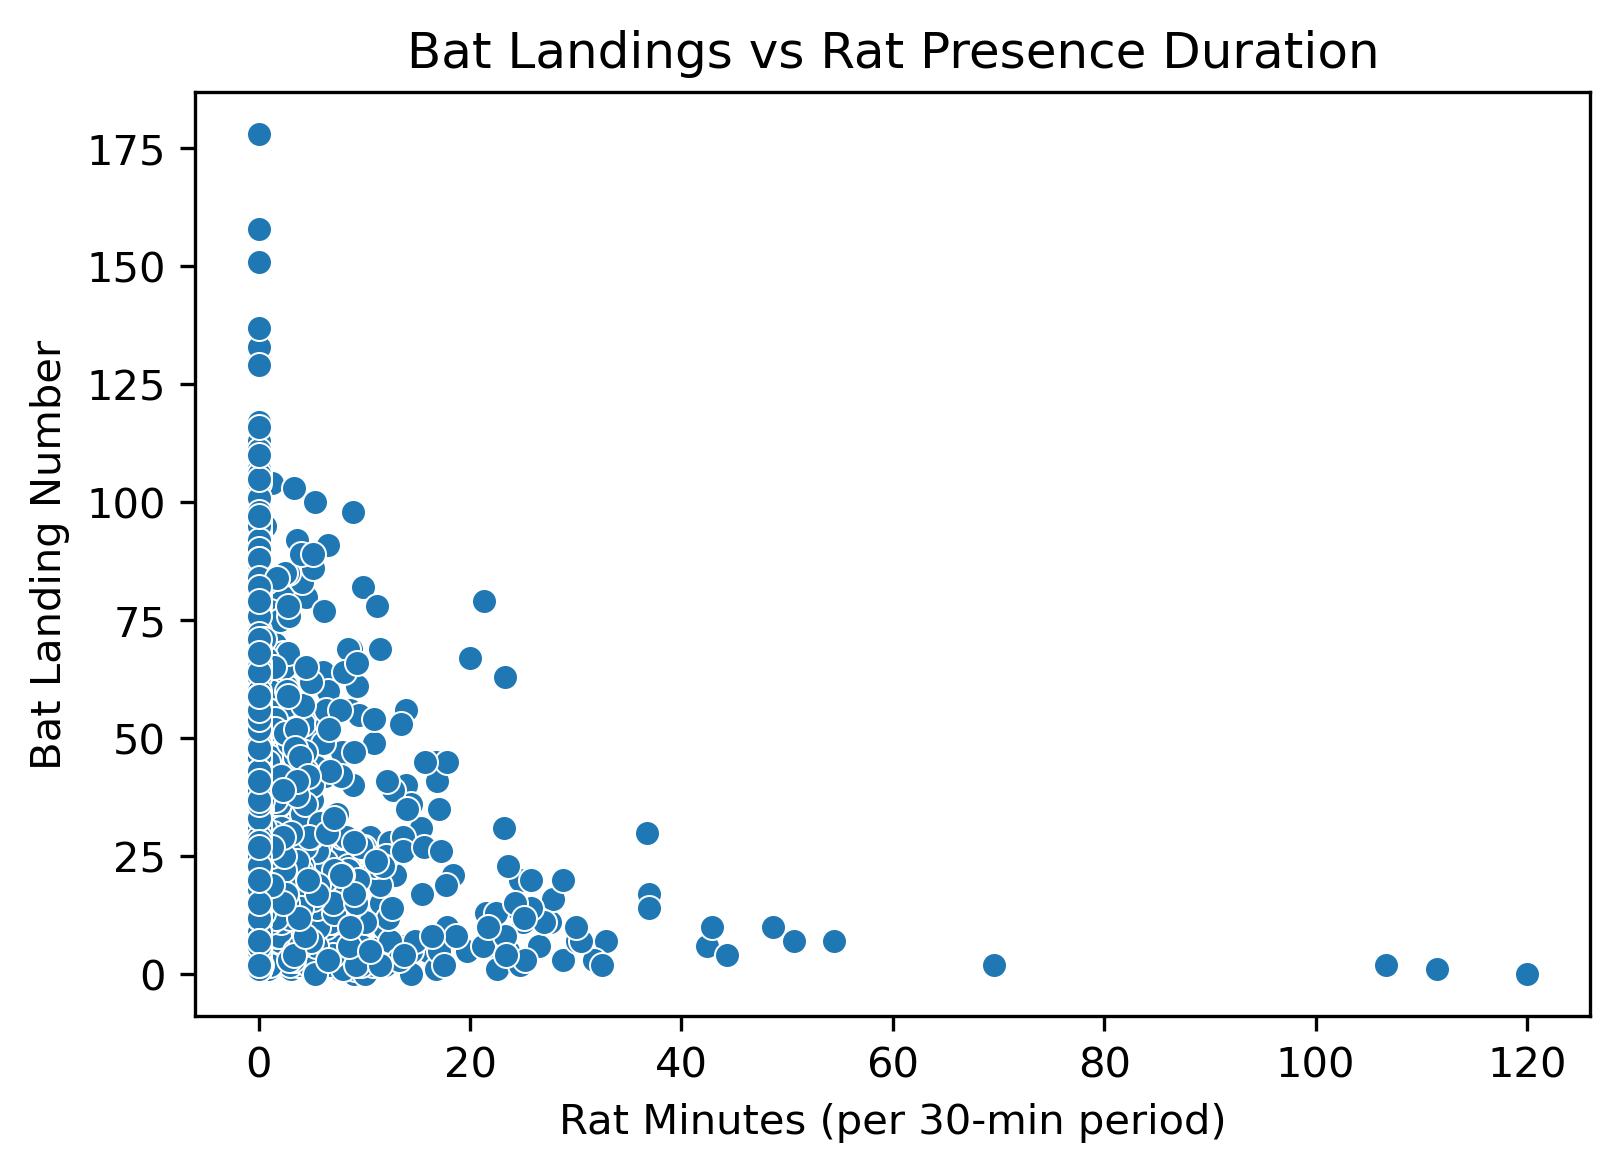 Bat Landings vs Rat Presence Duration
175
150
125
100
75
50
25
0
Bat Landing Number
0 20 40 60 80 100 120
Rat Minutes (per 30-min period)